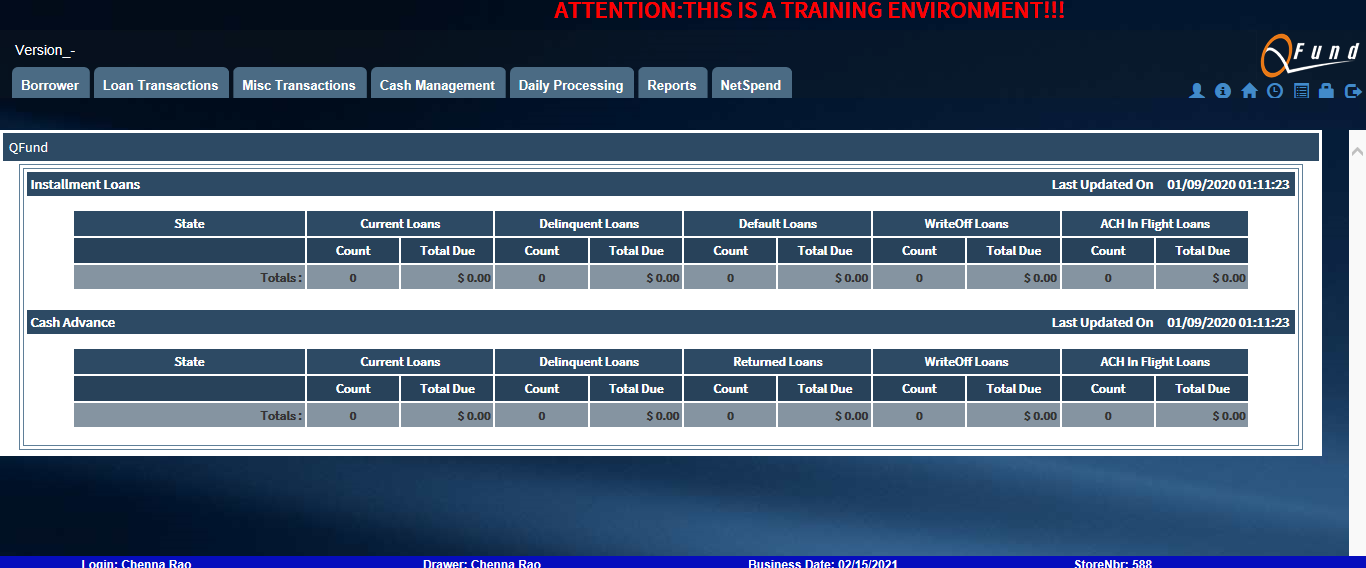 ATTENTION:THIS IS A TRAINING ENVIRONMENT!!!
Version_-
QFund
Borrower Loan Transactions Misc Transactions Cash Management Daily Processing Reports NetSpend
QFund
Installment Loans Last Updated On 01/09/2020 01:11:23
State Current Loans Delinquent Loans Default Loans WriteOff Loans ACH In Flight Loans
Count Total Due Count Total Due Count Total Due Count Total Due Count Total Due
Totals : 0 $ 0.00 0 $ 0.00 0 $ 0.00 0 $ 0.00 0 $ 0.00
Cash Advance Last Updated On 01/09/2020 01:11:23
State Current Loans Delinquent Loans Returned Loans WriteOff Loans ACH In Flight Loans
Count Total Due Count Total Due Count Total Due Count Total Due Count Total Due
Totals : 0 $ 0.00 0 $ 0.00 0 $ 0.00 0 $ 0.00 0 $ 0.00
Login: Chenna Rao Drawer: Chenna Rao Business Date: 02/15/2021 StoreNbr: 588